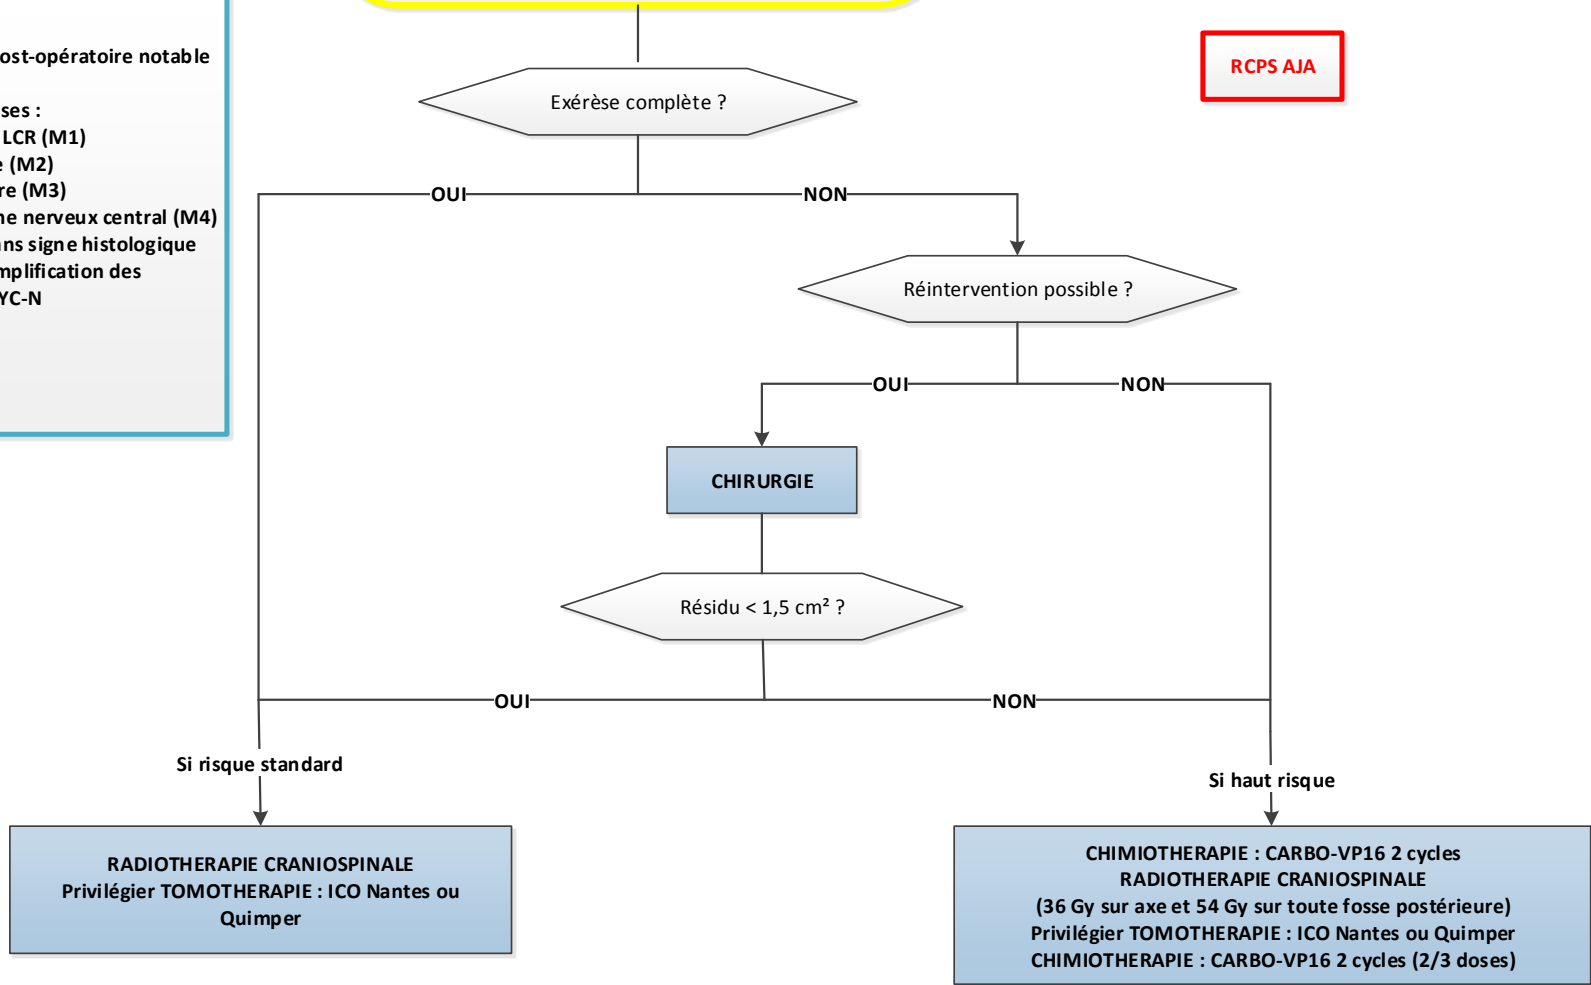 ost-opératoire notable
ses :
LCR (M1)
e (M2)
re (M3)
ne nerveux central (M4)
ns signe histologique
mplification des
YC-N
RCPS AJA
Exérèse complète ?
OUI
NON
Réintervention possible ?
OUI
NON
CHIRURGIE
Résidu < 1,5 cm² ?
OUI
NON
Si risque standard
Si haut risque
RADIOTHERAPIE CRANIOSPINALE
Privilégier TOMOTHERAPIE : ICO Nantes ou
Quimper
CHIMIOTHERAPIE : CARBO-VP16 2 cycles
RADIOTHERAPIE CRANIOSPINALE
(36 Gy sur axe et 54 Gy sur toute fosse postérieure)
Privilégier TOMOTHERAPIE : ICO Nantes ou Quimper
CHIMIOTHERAPIE : CARBO-VP16 2 cycles (2/3 doses)